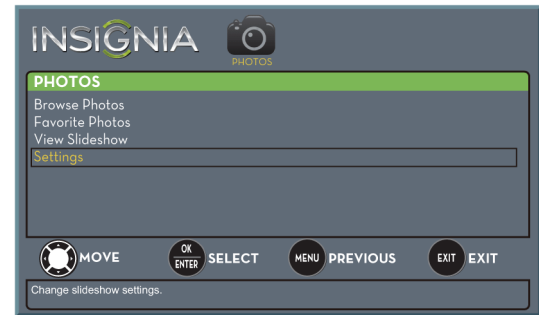 INSIGNIA
PHOTOS
PHOTOS
Browse Photos
Favorite Photos
View Slideshow
Settings
MOVE OK ENTER SELECT MENU PREVIOUS EXIT EXIT
Change slideshow settings.